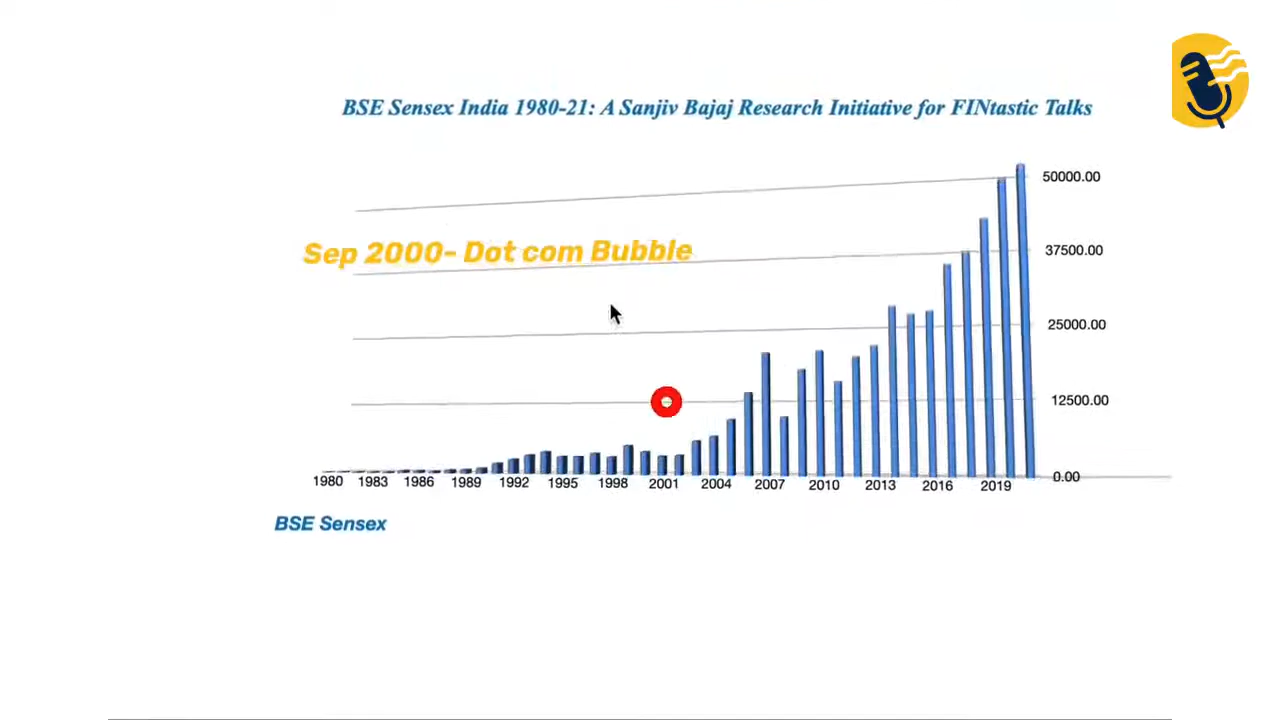 BSE Sensex India 1980-21: A Sanjiv Bajaj Research Initiative for FINtastic Talks
50000.00
Sep 2000- Dot com Bubble
37500.00
25000.00
12500.00
0.00
1980 1983 1986 1989 1992 1995 1998 2001 2004 2007 2010 2013 2016 2019
BSE Sensex